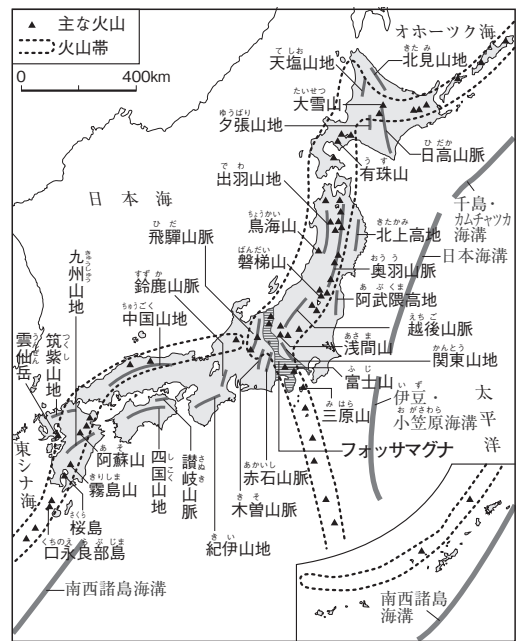 ▲ 主な火山
火山帯
0 400km
オホーツク海
てしお
天塩山地
きたみ
北見山地
たいせつ
大雪山
ゆうばり
夕張山地
ひだか
日高山脈
うす
有珠山
でわ
出羽山地
日本海
千島・
カムチャツカ
海溝
ちょうかい
鳥海山
きたかみ
北上高地
日本海溝
ひだ
飛驒山脈
ばんだい
磐梯山
おうう
奥羽山脈
きゅうしゅう
九州山地
すずか
鈴鹿山脈
あぶくま
阿武隈高地
ちゅうごく
中国山地
えちご
越後山脈
つくし
筑紫山地
うんぜん
雲仙岳
あさま
浅間山
かんとう
関東山地
ふじ
富士山
いず
伊豆・
おがさわら
小笠原海溝
太平洋
みはら
三原山
フォッサマグナ
東シナ海
あそ
阿蘇山
しこく
四国山地
さぬき
讃岐山脈
あかいし
赤石山脈
きりしま
霧島山
きそ
木曽山脈
さくら
桜島
きい
紀伊山地
くちのえらぶじま
口永良部島
南西諸島海溝
南西諸島
海溝